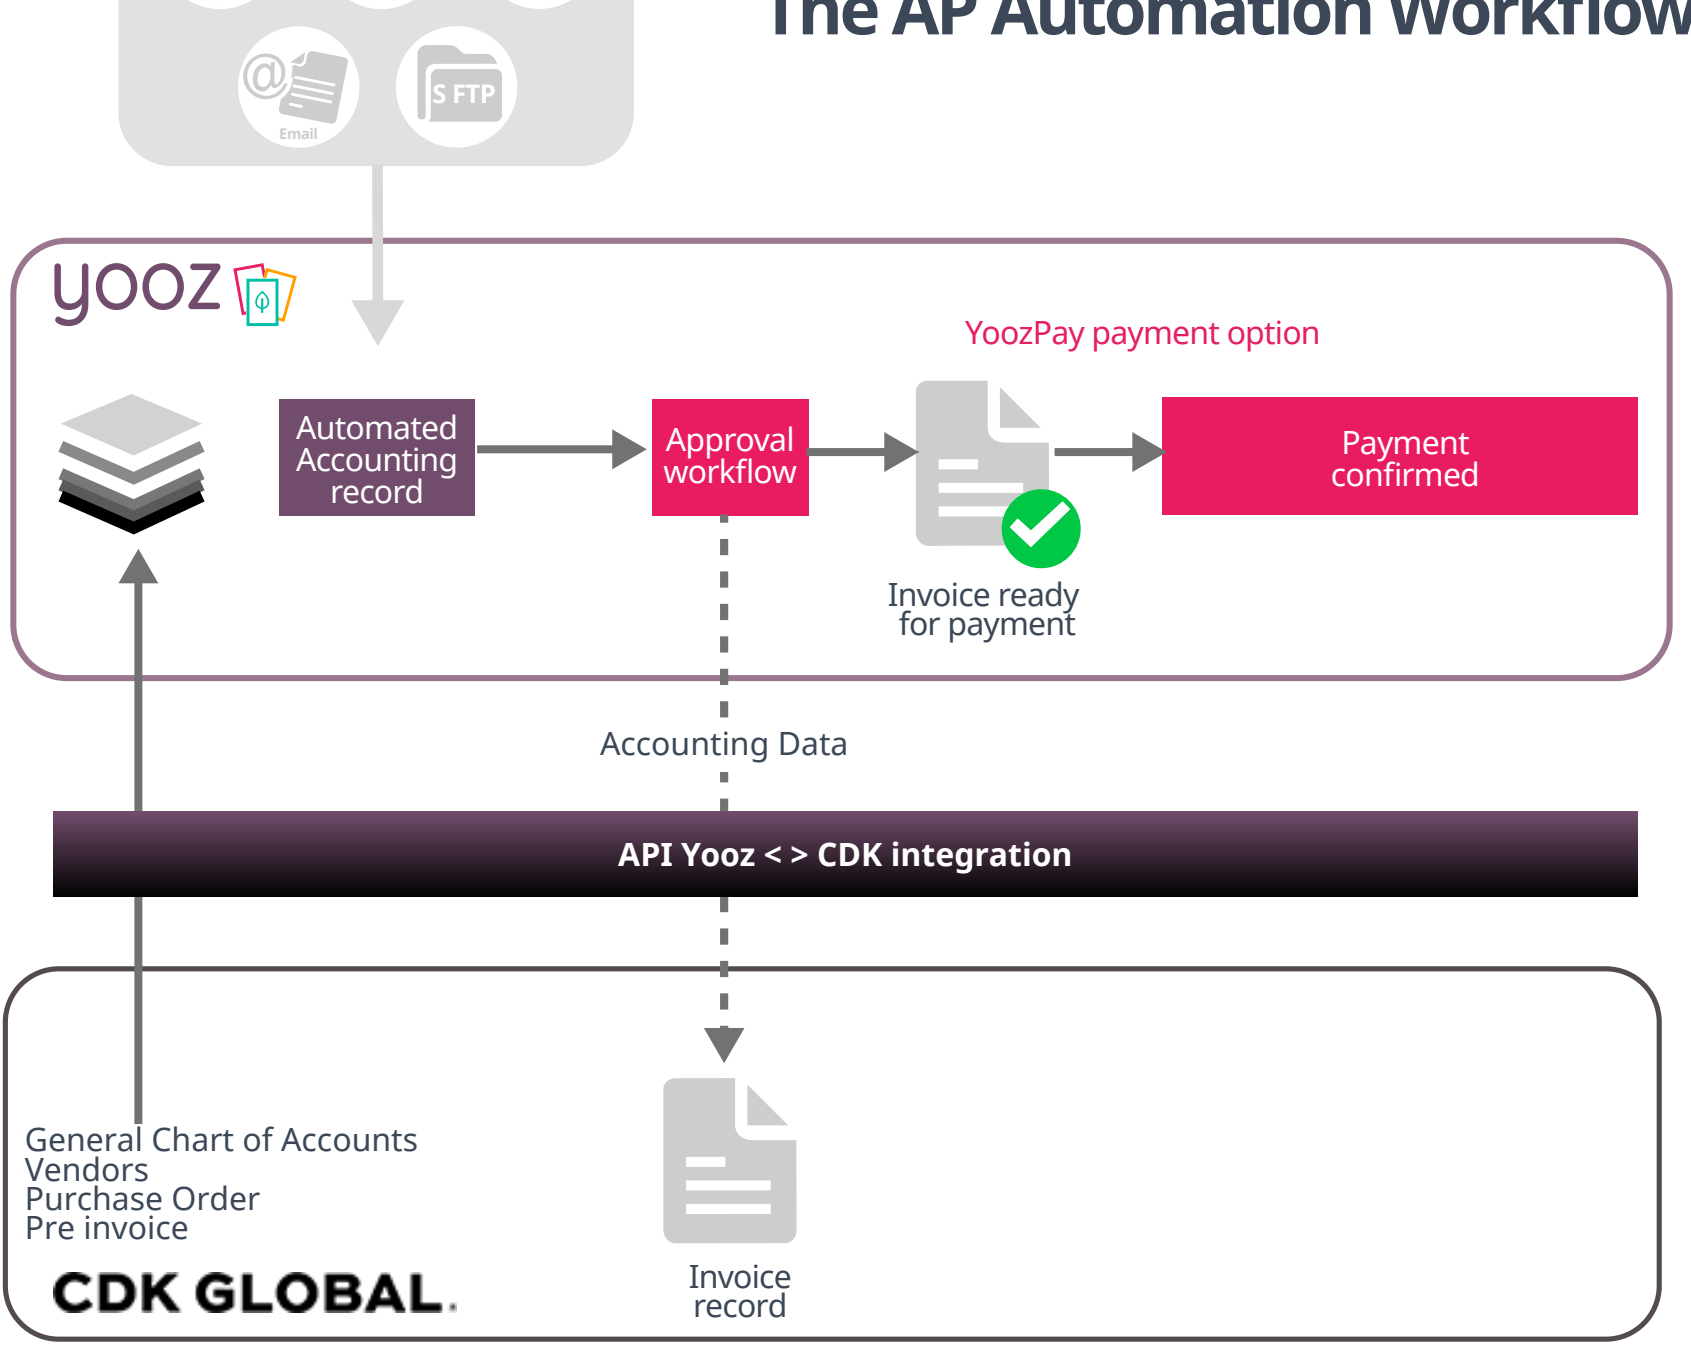 The AP Automation Workflow
@
S FTP
Email
yooz
YoozPay payment option
Automated
Accounting
record
Approval
workflow
Payment
confirmed
Invoice ready
for payment
Accounting Data
API Yooz < > CDK integration
General Chart of Accounts
Vendors
Purchase Order
Pre invoice
CDK GLOBAL.
Invoice
record